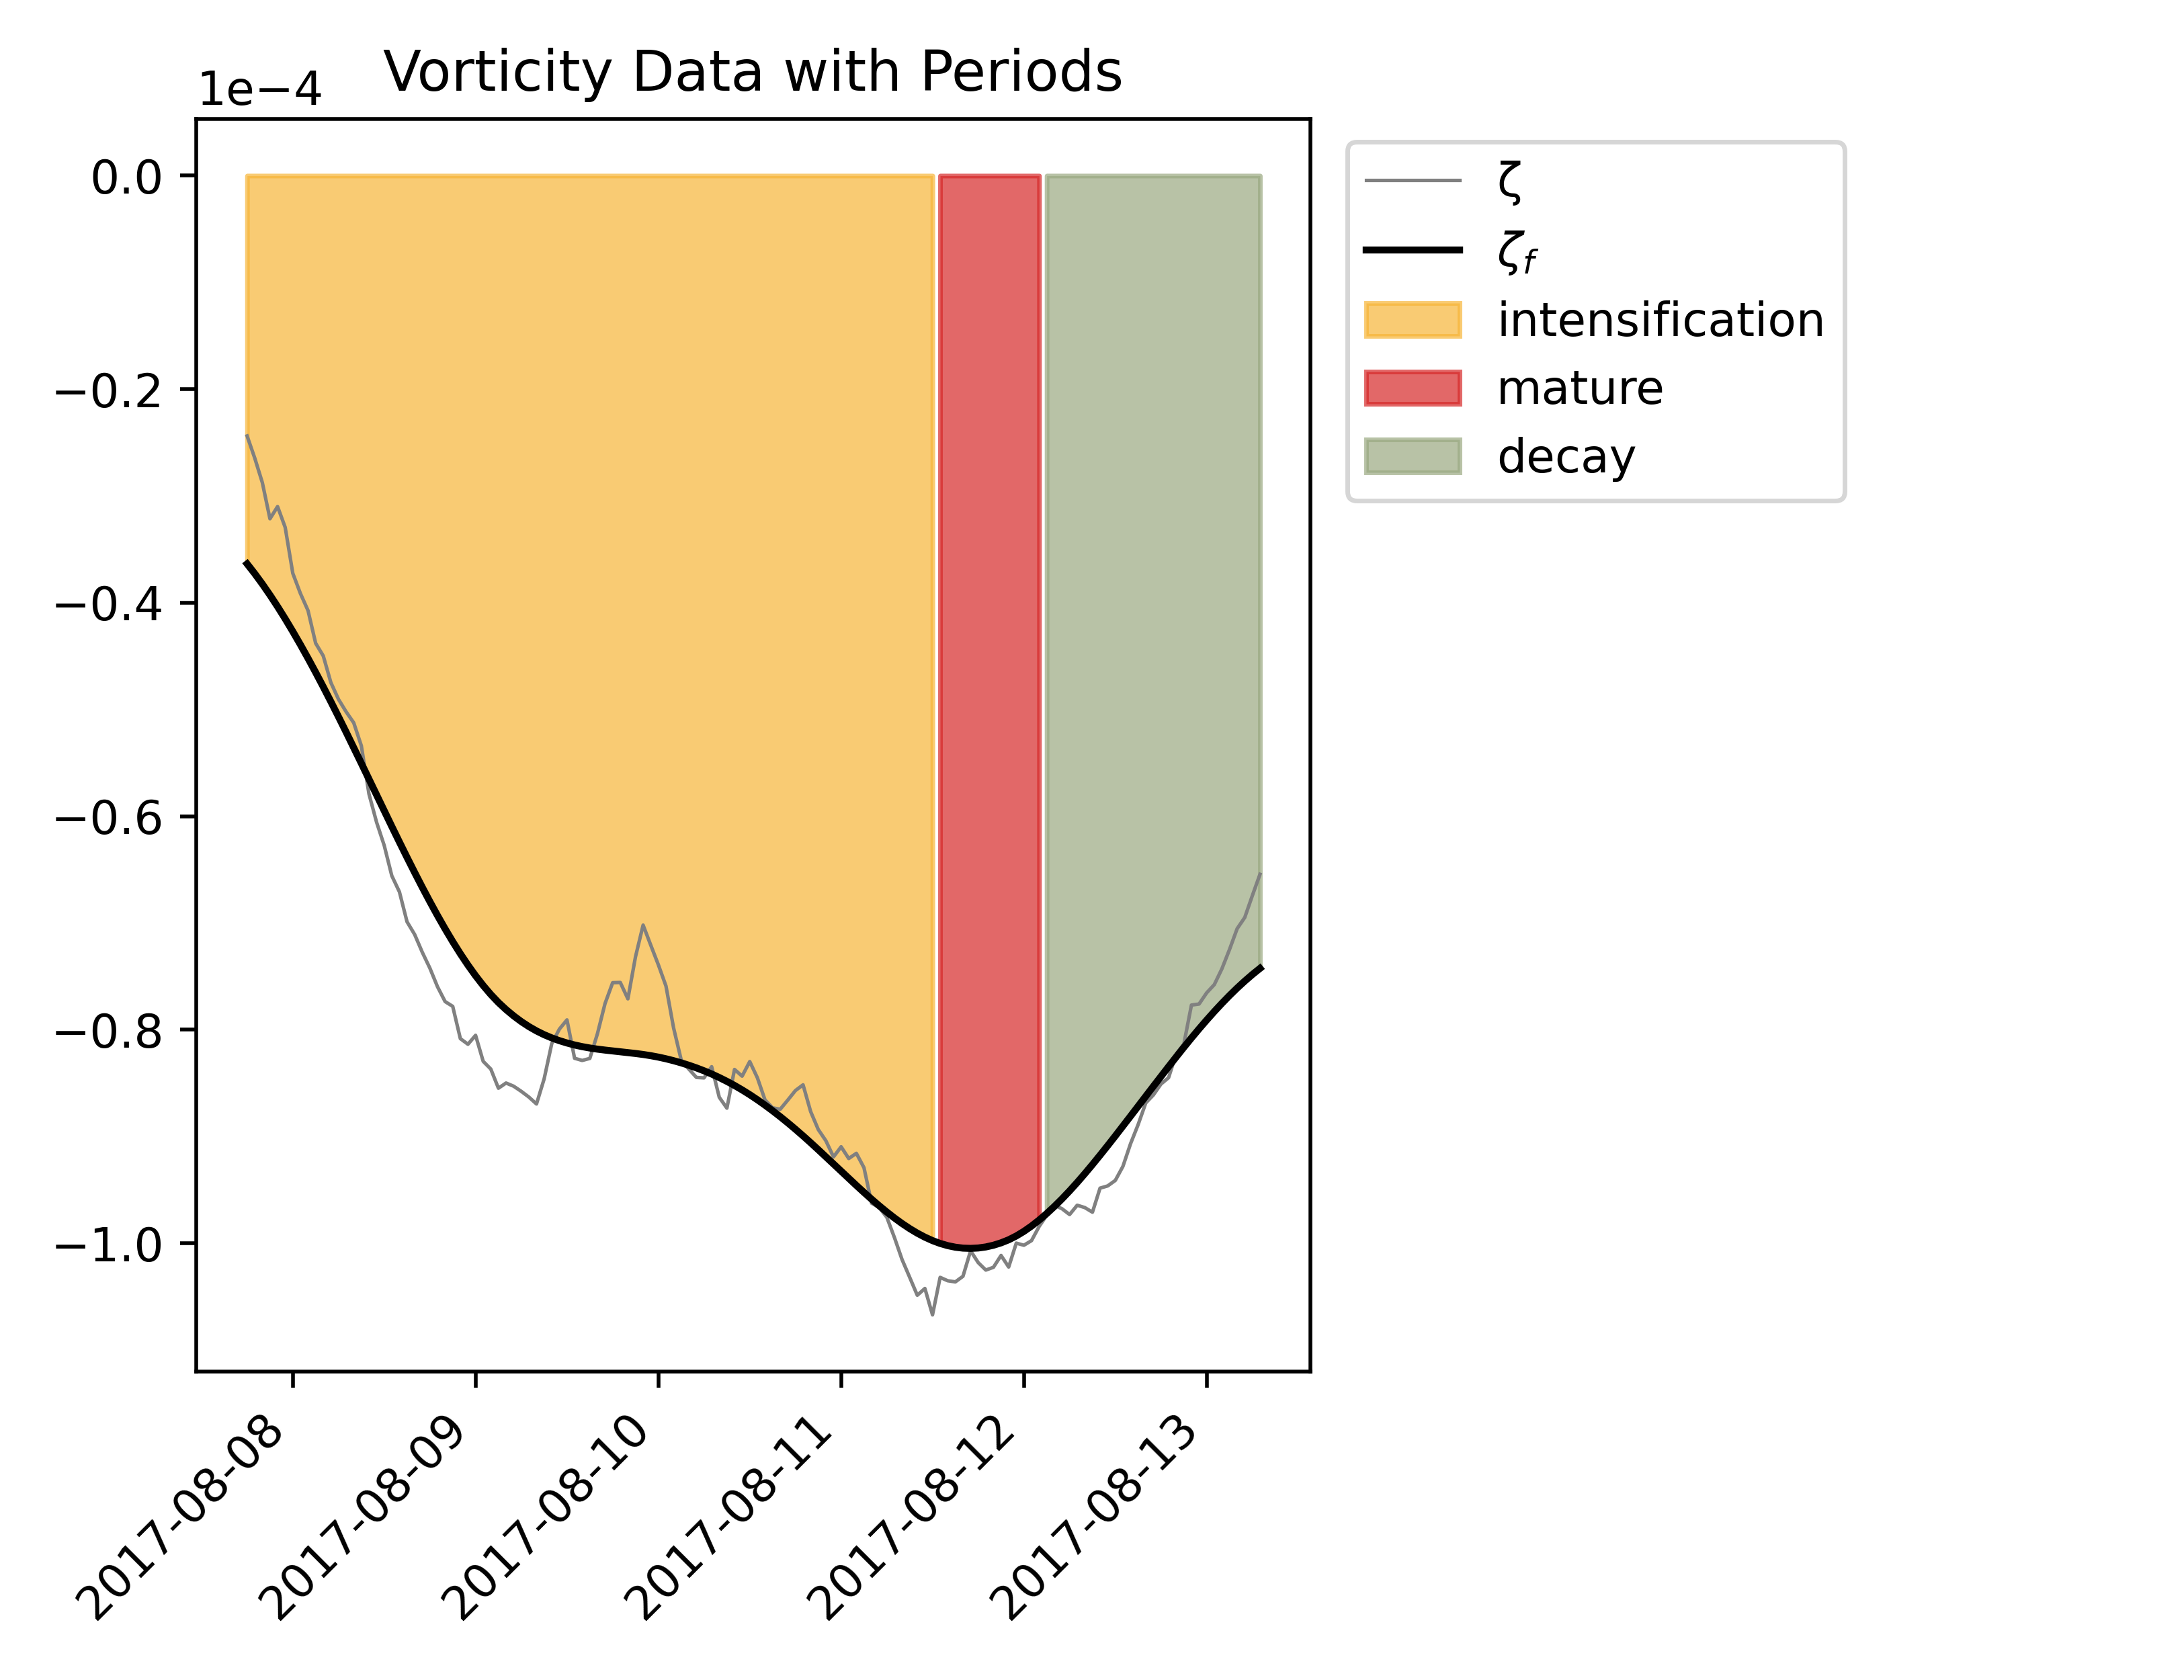 Vorticity Data with Periods
1e−4
0.0
−0.2
−0.4
−0.6
−0.8
−1.0
2017-08-08
2017-08-09
2017-08-10
2017-08-11
2017-08-12
2017-08-13
ζ
ζf
intensification
mature
decay